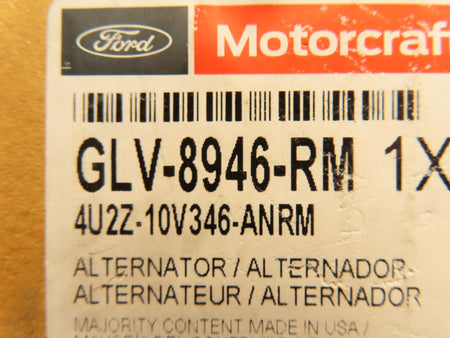 Ford Motorcraf
GLV-8946-RM 1X
4U2Z-10V346-ANRM
ALTERNATOR / ALTERNADOR
ALTERNATEUR / ALTERNADOR
MAJORITY CONTENT MADE IN USA /